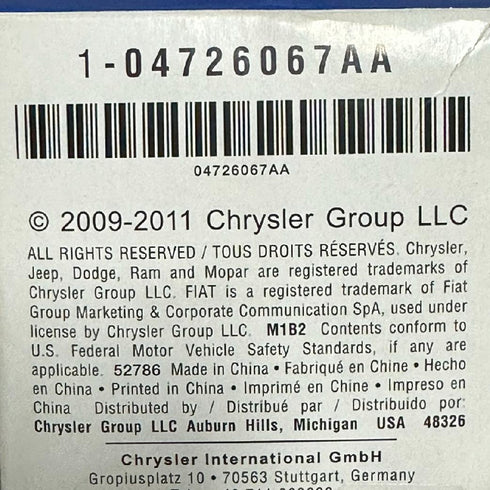 1-04726067AA
04726067AA
© 2009-2011 Chrysler Group LLC
ALL RIGHTS RESERVED / TOUS DROITS RÉSERVÉS. Chrysler,
Jeep, Dodge, Ram and Mopar are registered trademarks of
Chrysler Group LLC. FIAT is a registered trademark of Fiat
Group Marketing & Corporate Communication SpA, used under
license by Chrysler Group LLC. M1B2 Contents conform to
U.S. Federal Motor Vehicle Safety Standards, if any are
applicable. 52786 Made in China • Fabriqué en Chine • Hecho
en China • Printed in China • Imprimé en Chine • Impreso en
China Distributed by / Distribué par / Distribuido por:
Chrysler Group LLC Auburn Hills, Michigan USA 48326
Chrysler International GmbH
Gropiusplatz 10 • 70563 Stuttgart, Germany